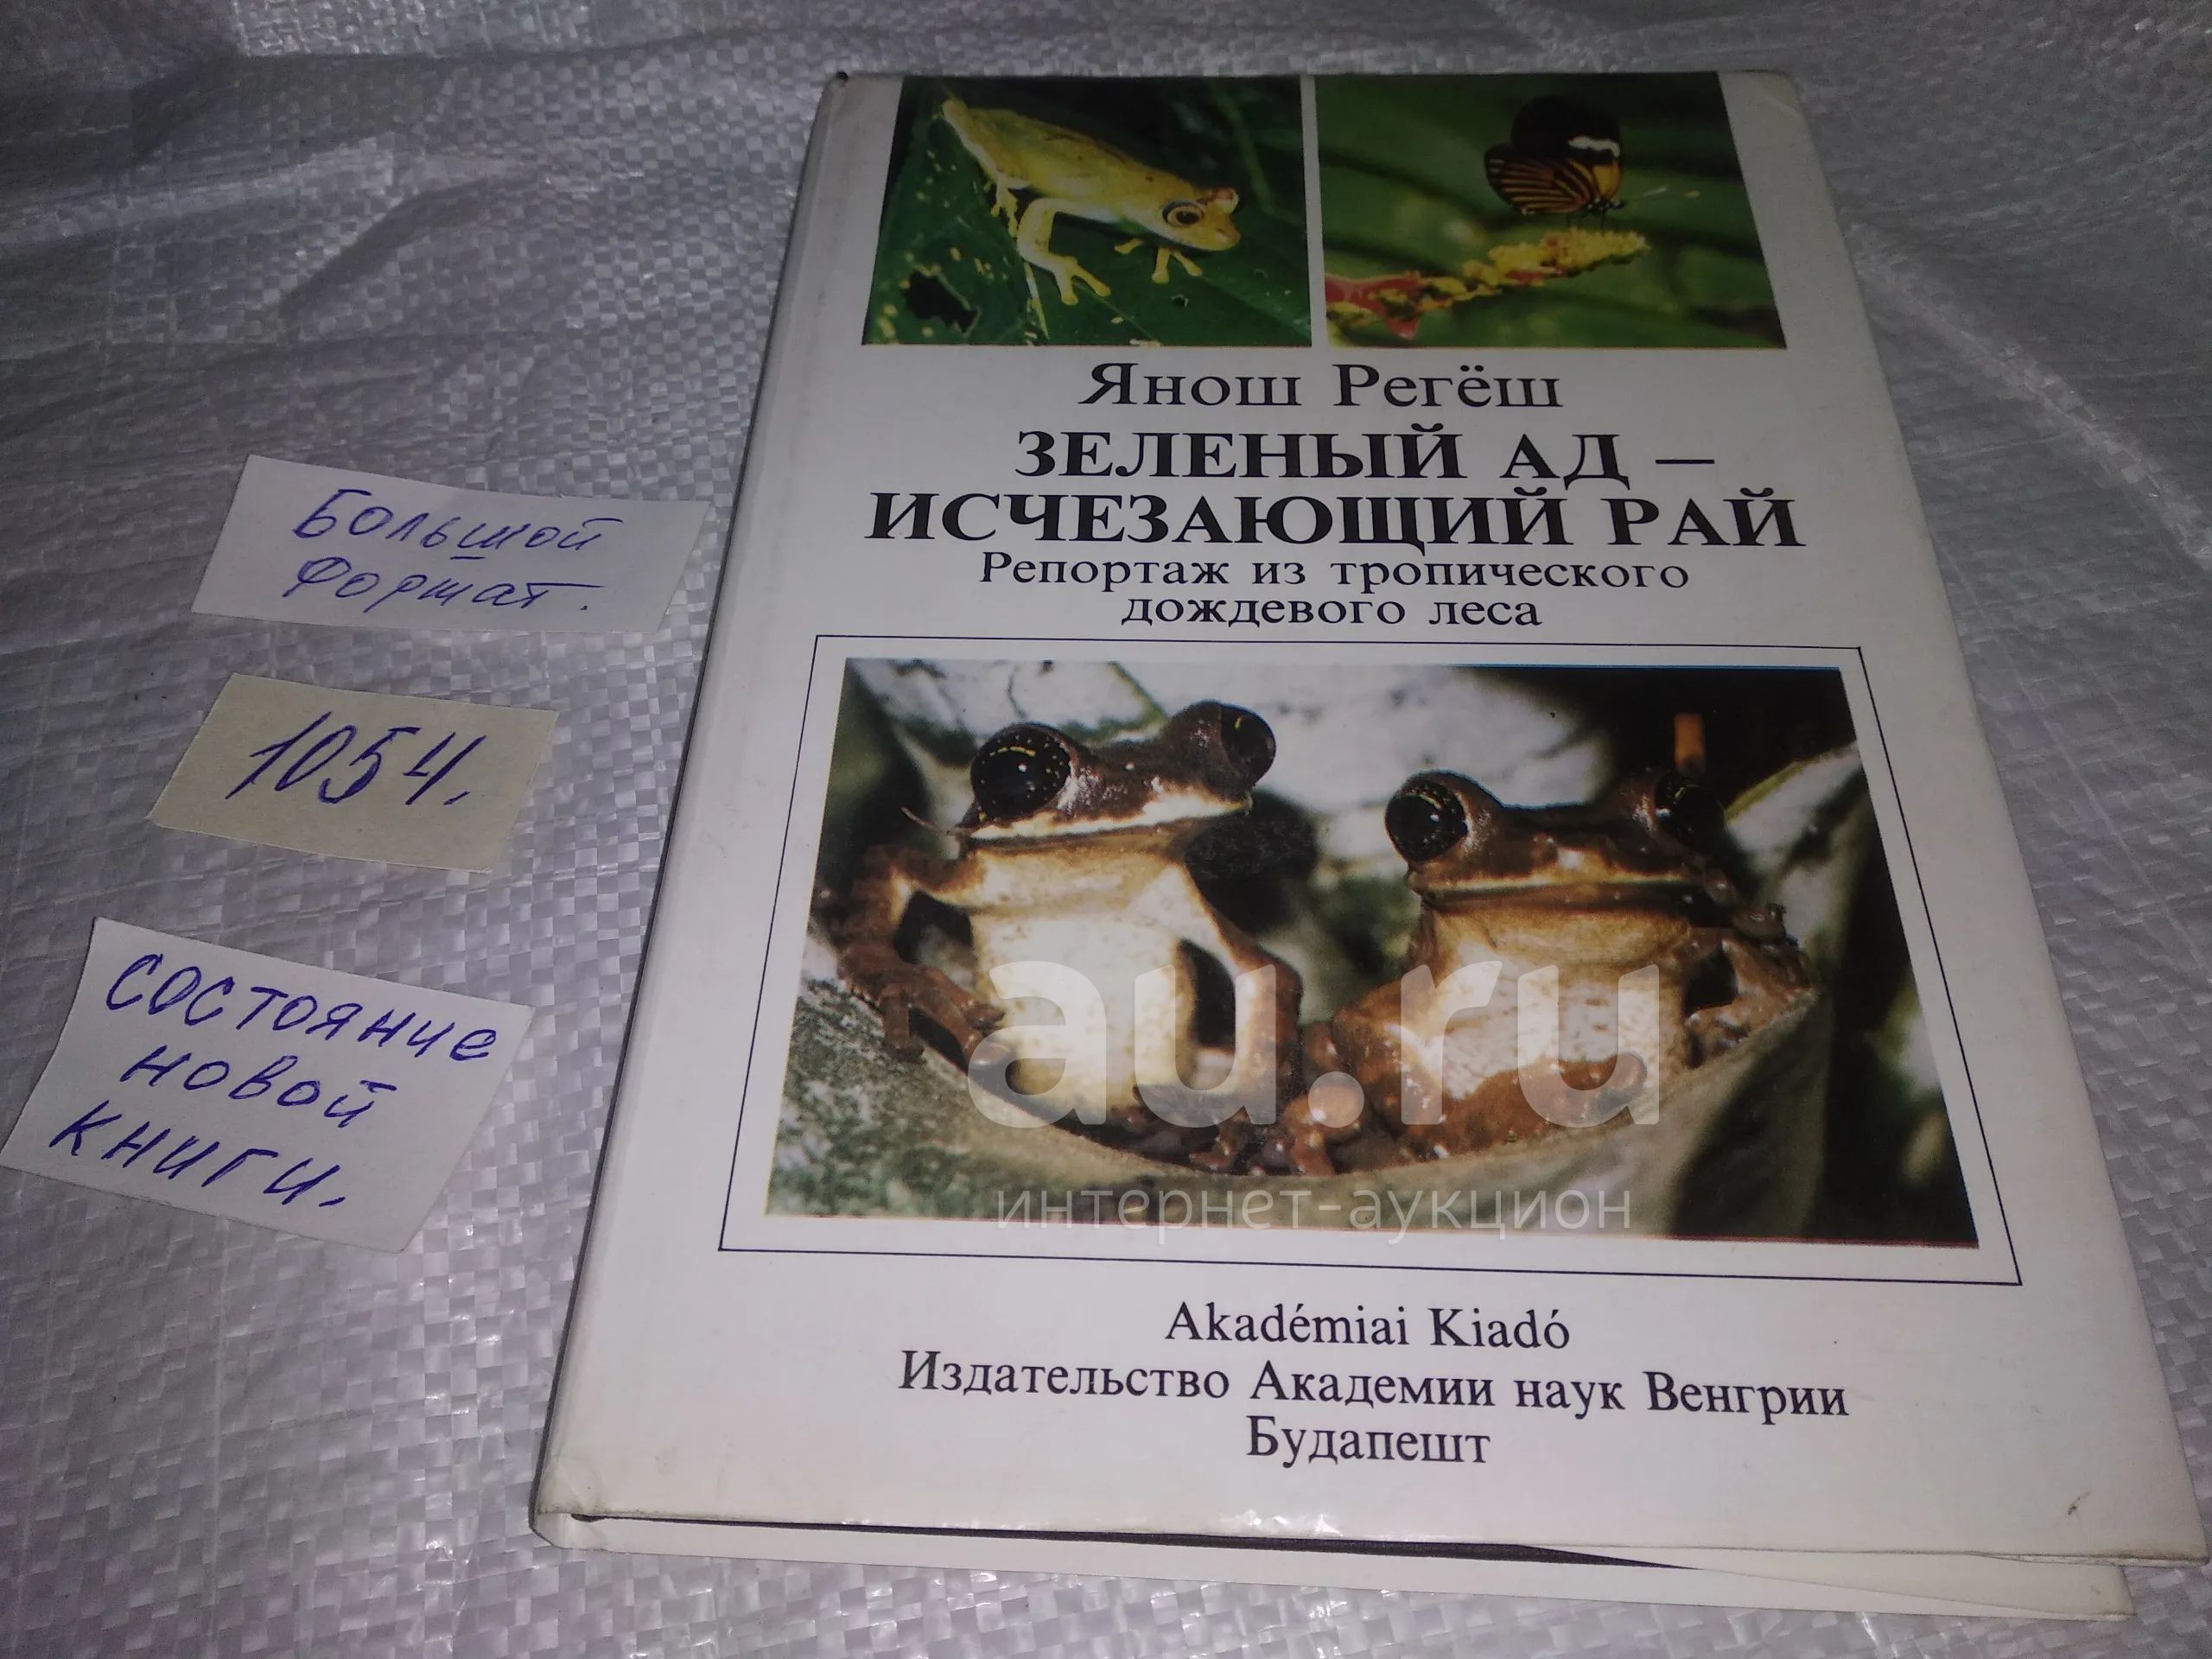 Янош Регёш
ЗЕЛЕНЫЙ АД –
ИСЧЕЗАЮЩИЙ РАЙ
Репортаж из тропического
дождевого леса
Akadémiai Kiadó
Издательство Академии наук Венгрии
Будапешт
Большой
Формат.
1054.
СОСТОЯНИЕ
НОВОЙ
КНИГИ.
au.ru
интернет-аукцион